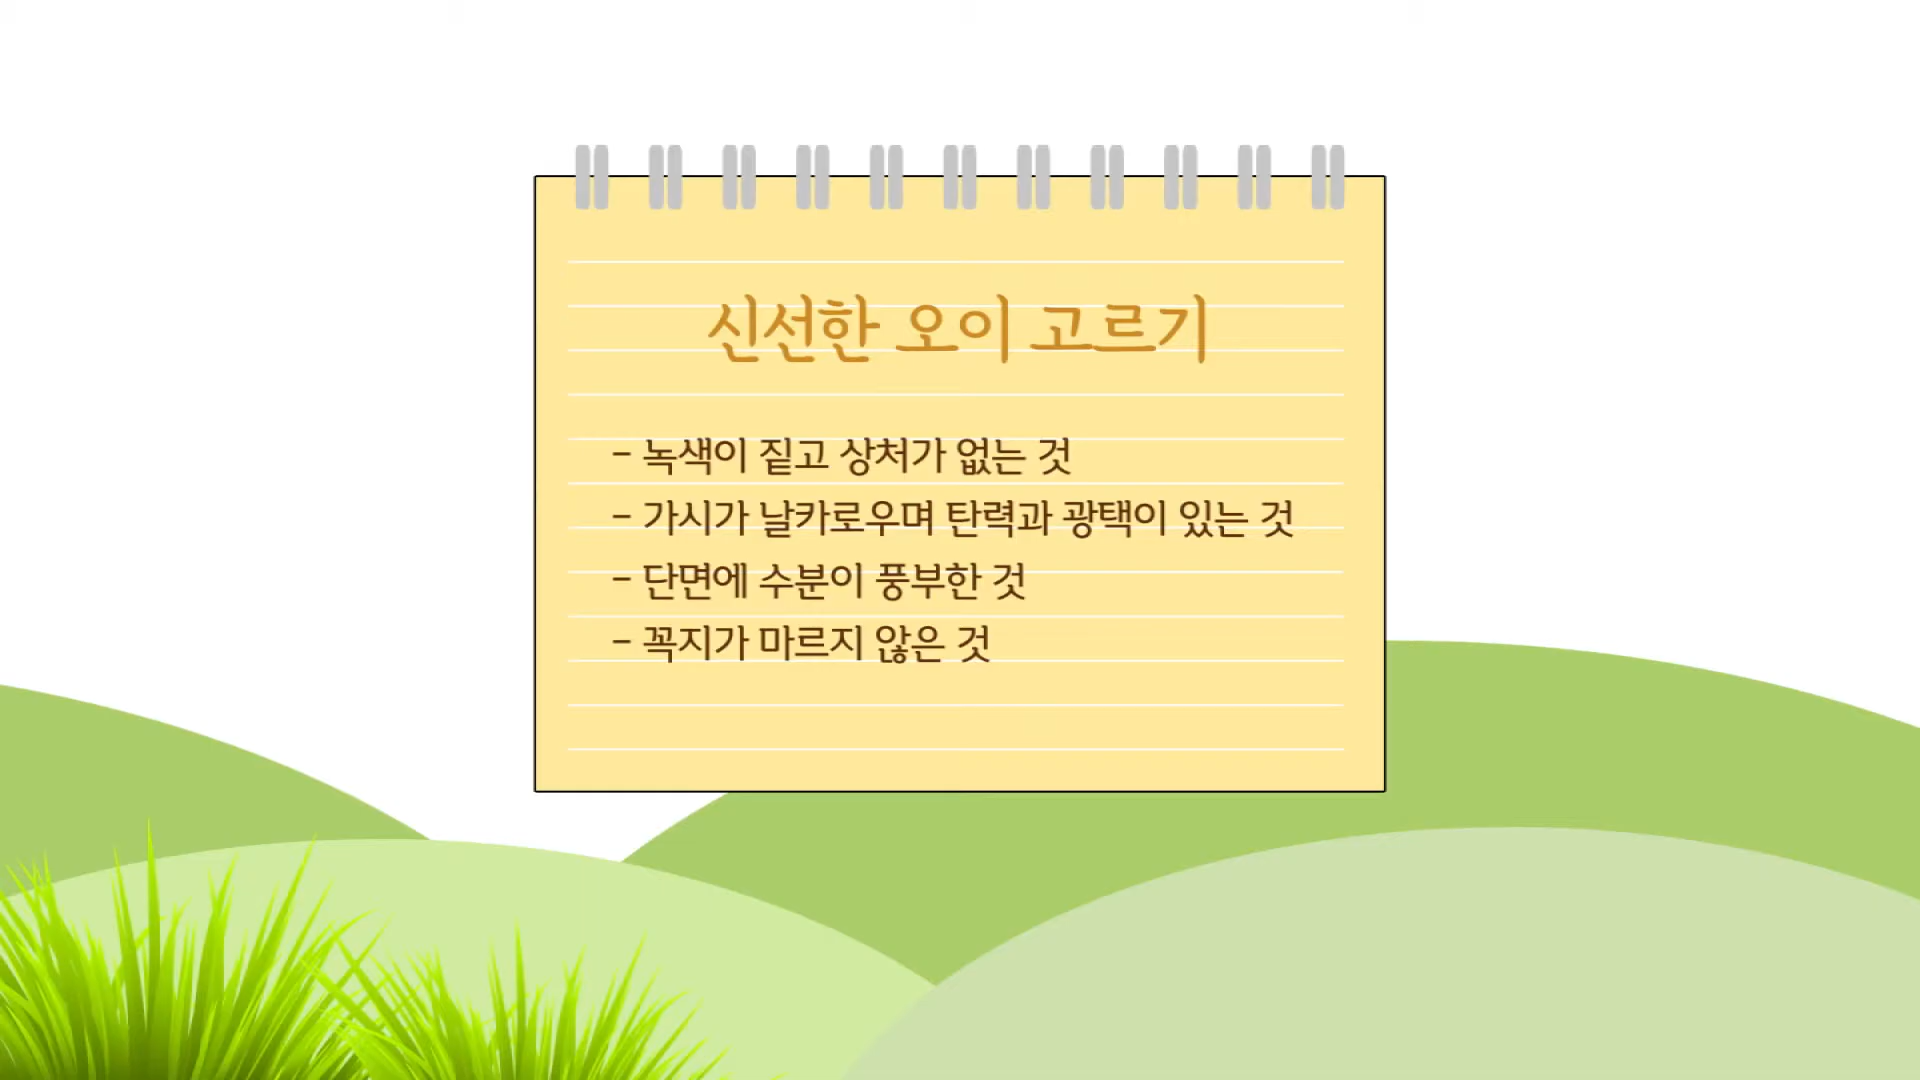 신선한 오이 고르기
- 녹색이 짙고 상처가 없는 것
- 가시가 날카로우며 탄력과 광택이 있는 것
- 단면에 수분이 풍부한 것
- 꼭지가 마르지 않은 것